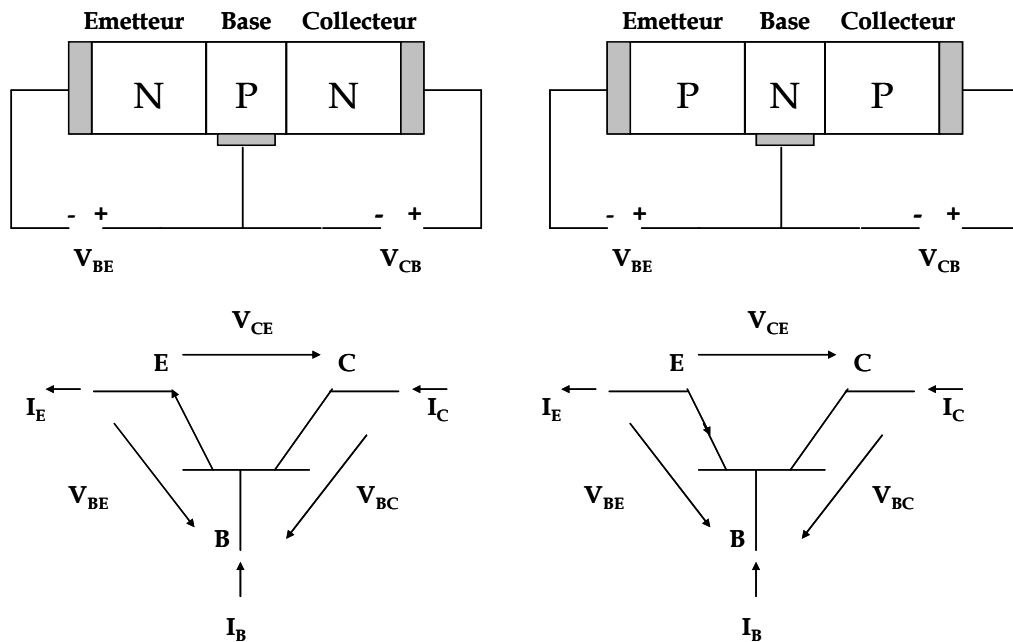 Emetteur Base Collecteur
N P N
- + - +
V_BE V_CB
Emetteur Base Collecteur
P N P
- + - +
V_BE V_CB
V_CE
E C
I_E I_C
V_BE V_BC
B
I_B
V_CE
E C
I_E I_C
V_BE V_BC
B
I_B